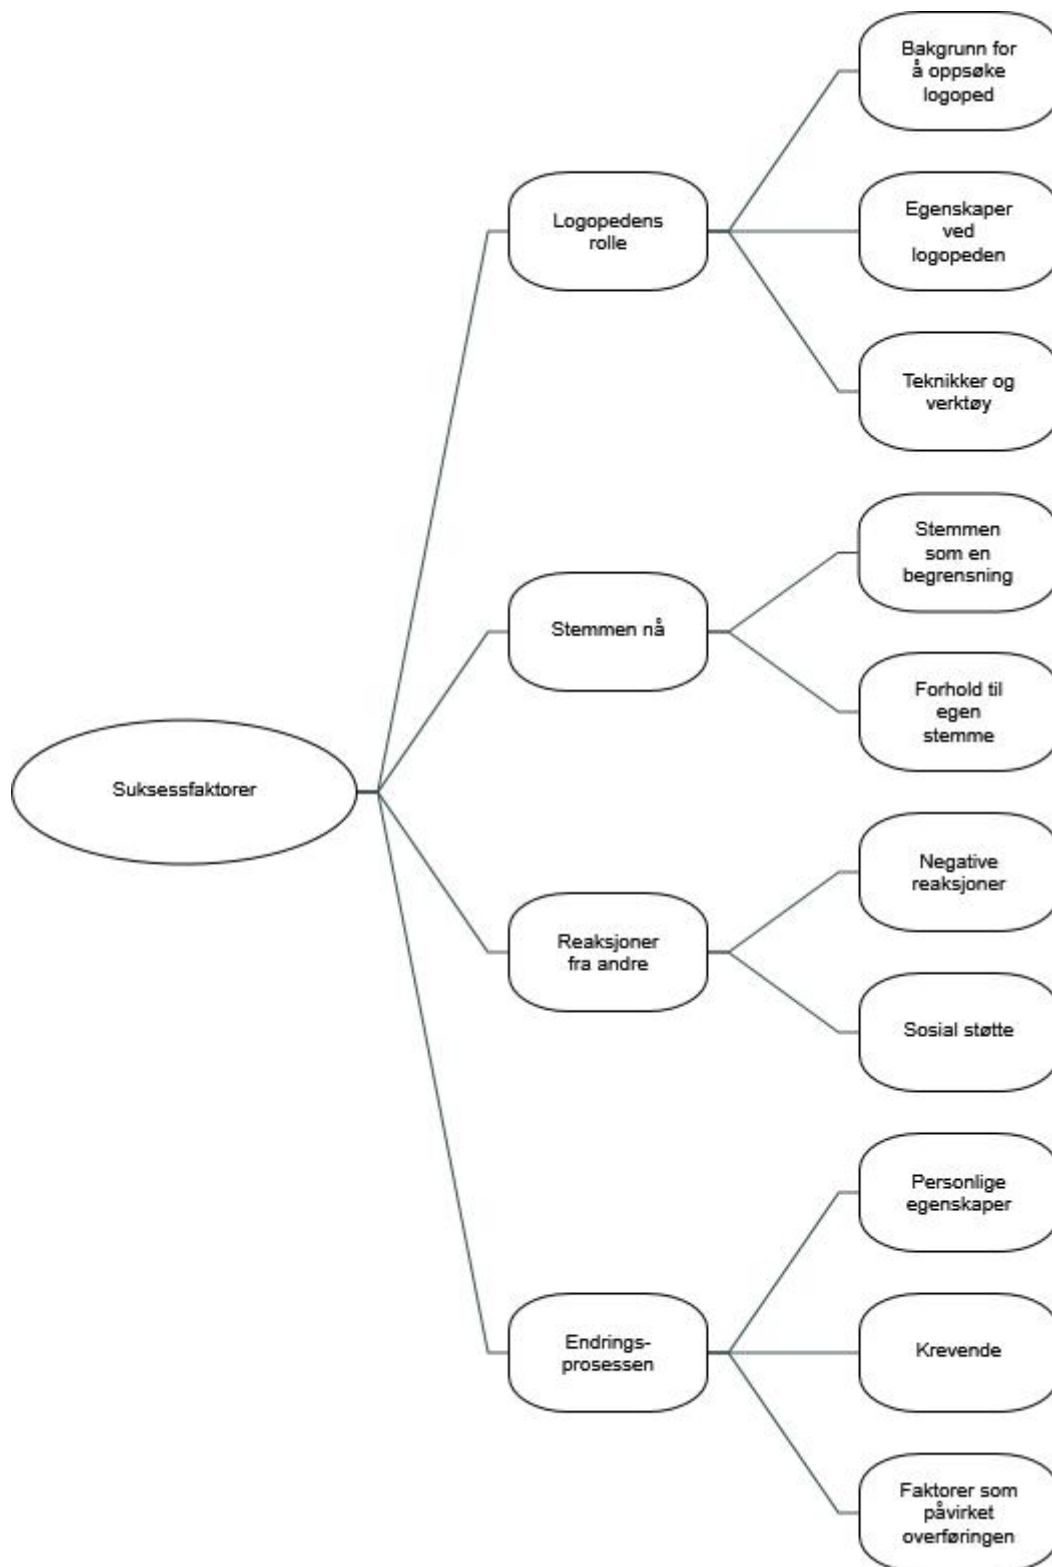 Suksessfaktorer
Logopedens
rolle
Bakgrunn for
å oppsøke
logoped
Egenskaper
ved
logopeden
Teknikker og
verktøy
Stemmen nå
Stemmen
som en
begrensning
Forhold til
egen
stemme
Reaksjoner
fra andre
Negative
reaksjoner
Sosial støtte
Endrings-
prosessen
Personlige
egenskaper
Krevende
Faktorer som
påvirket
overføringen